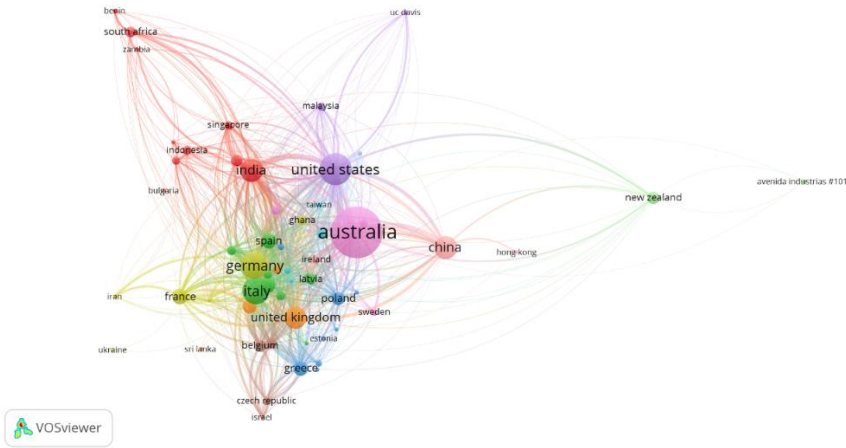 benin
uc davis
south africa
zambia
malaysia
singapore
indonesia
india
united states
avenida industrias #101
bulgaria
new zealand
taiwan
ghana
australia
spain
china
hong-kong
ireland
germany
latvia
italy
iran
france
poland
sweden
united kingdom
estonia
belgium
ukraine
sri lanka
greece
czech republic
israel
VOSviewer